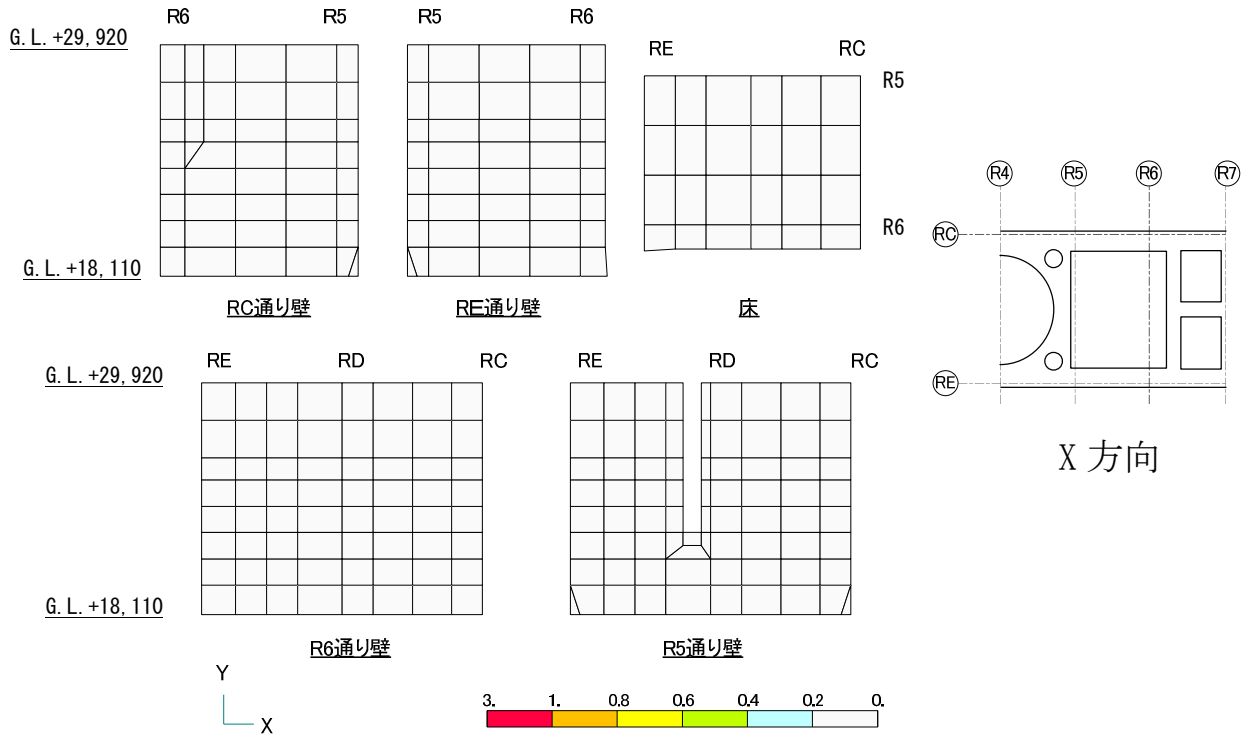 R6 R5
R5 R6
G.L.+29,920
RE RC
R5
R6
G.L.+18,110
RC通り壁
RE通り壁
床
R4 R5 R6 R7
RC
RE
X 方向
RE RD RC
RE RD RC
G.L.+29,920
G.L.+18,110
R6通り壁
R5通り壁
Y
X
3. 1. 0.8 0.6 0.4 0.2 0.